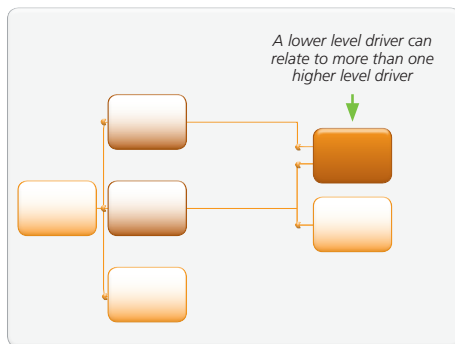 A lower level driver can
relate to more than one
higher level driver